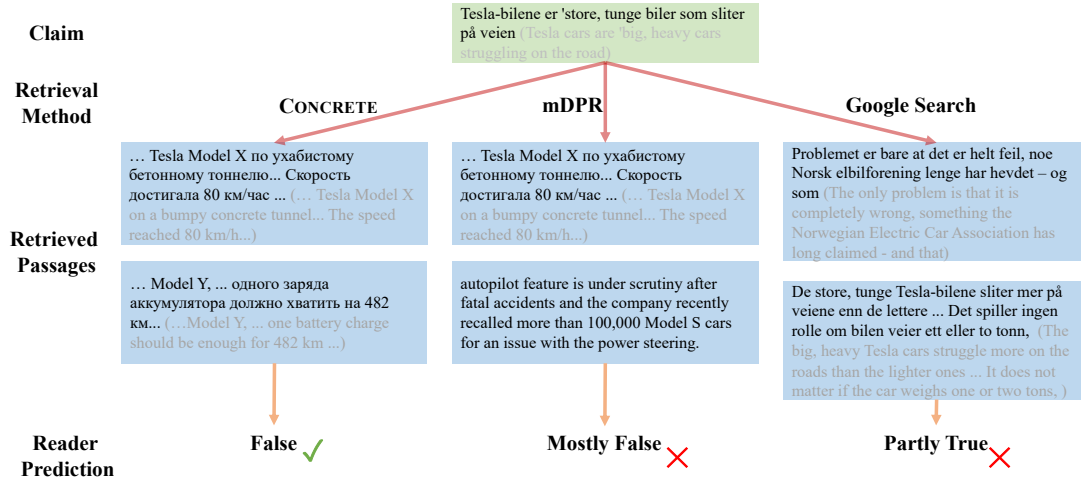 Claim
Tesla-bilene er 'store, tunge biler som sliter
på veien (Tesla cars are 'big, heavy cars
struggling on the road)
Retrieval
Method
CONCRETE
mDPR
Google Search
Retrieved
Passages
… Tesla Model X по ухабистому
бетонному тоннелю... Скорость
достигала 80 км/час ... (… Tesla Model X
on a bumpy concrete tunnel... The speed
reached 80 km/h...)
… Model Y, ... одного заряда
аккумулятора должно хватить на 482
км... (…Model Y, ... one battery charge
should be enough for 482 km ...)
… Tesla Model X по ухабистому
бетонному тоннелю... Скорость
достигала 80 км/час ... (… Tesla Model X
on a bumpy concrete tunnel... The speed
reached 80 km/h...)
autopilot feature is under scrutiny after
fatal accidents and the company recently
recalled more than 100,000 Model S cars
for an issue with the power steering.
Problemet er bare at det er helt feil, noe
Norsk elbilforening lenge har hevdet – og
som (The only problem is that it is
completely wrong, something the
Norwegian Electric Car Association has
long claimed - and that)
De store, tunge Tesla-bilene sliter mer på
veiene enn de lettere ... Det spiller ingen
rolle om bilen veier ett eller to tonn, (The
big, heavy Tesla cars struggle more on the
roads than the lighter ones ... It does not
matter if the car weighs one or two tons, )
Reader
Prediction
False
Mostly False
Partly True